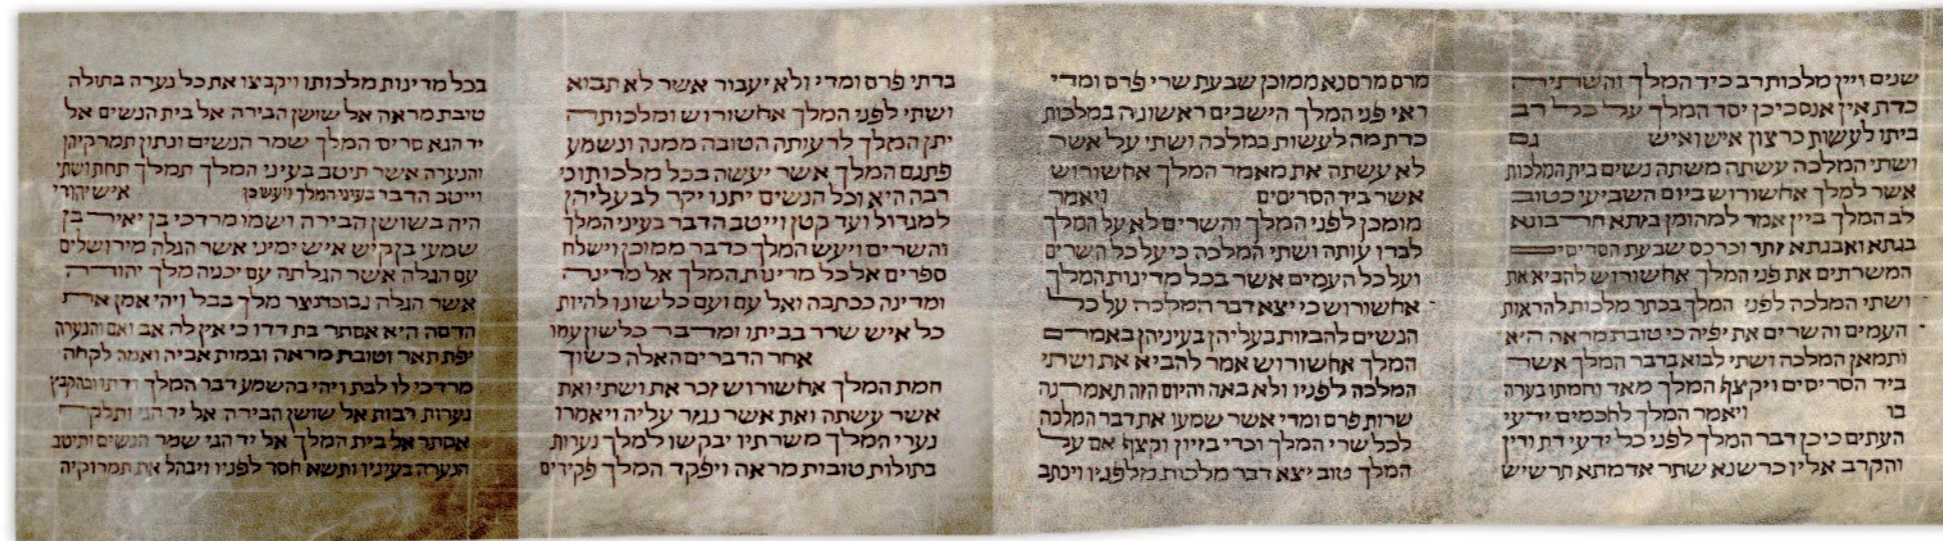 שנים ויין מלכות רב כיד המלך והשתיה
כדת אין אנס כי כן יסד המלך על כל רב
ביתו לעשות כרצון איש ואיש גם
ושתי המלכה עשתה משתה נשים בית המלכות
אשר למלך אחשורוש ביום השביעי כטוב
לב המלך ביין אמר למהומן בזתא חרבונא
בגתא ואבגתא זתר וכרכס שבעת הסריסים
המשרתים את פני המלך אחשורוש להביא את
ושתי המלכה לפני המלך בכתר מלכות להראות
העמים והשרים את יפיה כי טובת מראה היא
ותמאן המלכה ושתי לבוא בדבר המלך אשר
ביד הסריסים ויקצף המלך מאד וחמתו בערה
בו ויאמר המלך לחכמים ידעי
העתים כי כן דבר המלך לפני כל ידעי דת ודין
והקרב אליו כרשנא שתר אדמתא תרשיש
מרס מרסנא ממוכן שבעת שרי פרס ומדי
ראי פני המלך הישבים ראשונה במלכות
כדת מה לעשות במלכה ושתי על אשר
לא עשתה את מאמר המלך אחשורוש
אשר ביד הסריסים ויאמר
מומכן לפני המלך והשרים לא על המלך
לבדו עותה ושתי המלכה כי על כל השרים
ועל כל העמים אשר בכל מדינות המלך
אחשורוש כי יצא דבר המלכה על כל
הנשים להבזות בעליהן בעיניהן באמרם
המלך אחשורוש אמר להביא את ושתי
המלכה לפניו ולא באה והיום הזה תאמרנה
שרות פרס ומדי אשר שמעו את דבר המלכה
לכל שרי המלך וכדי בזיון וקצף אם על
המלך טוב יצא דבר מלכות מלפניו ויכתב
בדתי פרס ומדי ולא יעבור אשר לא תבוא
ושתי לפני המלך אחשורוש ומלכותה
יתן המלך לרעותה הטובה ממנה ונשמע
פתגם המלך אשר יעשה בכל מלכותו כי
רבה היא וכל הנשים יתנו יקר לבעליהן
למגדול ועד קטן וייטב הדבר בעיני המלך
והשרים ויעש המלך כדבר ממוכן וישלח
ספרים אל כל מדינות המלך אל מדינה
ומדינה ככתבה ואל עם ועם כלשונו להיות
כל איש שרר בביתו ומדבר כלשון עמו
אחר הדברים האלה כשוך
חמת המלך אחשורוש זכר את ושתי ואת
אשר עשתה ואת אשר נגזר עליה ויאמרו
נערי המלך משרתיו יבקשו למלך נערות
בתולות טובות מראה ויפקד המלך פקידים
בכל מדינות מלכותו ויקבצו את כל נערה בתולה
טובת מראה אל שושן הבירה אל בית הנשים אל
יד הגא סריס המלך שמר הנשים ונתון תמרקיהן
והנערה אשר תיטב בעיני המלך תמלך תחת ושתי
וייטב הדבר בעיני המלך ויעש כן איש יהודי
היה בשושן הבירה ושמו מרדכי בן יאיר בן
שמעי בן קיש איש ימיני אשר הגלה מירושלים
עם הגלה אשר הגלתה עם יכניה מלך יהודה
אשר הגלה נבוכדנצר מלך בבל ויהי אמן את
הדסה היא אסתר בת דדו כי אין לה אב ואם והנערה
יפת תאר וטובת מראה ובמות אביה ואמה לקחה
מרדכי לו לבת ויהי בהשמע דבר המלך ודתו ובהקבץ
נערות רבות אל שושן הבירה אל יד הגי ותלקח
אסתר אל בית המלך אל יד הגי שמר הנשים ותיטב
הנערה בעיניו ותשא חסד לפניו ויבהל את תמרוקיה